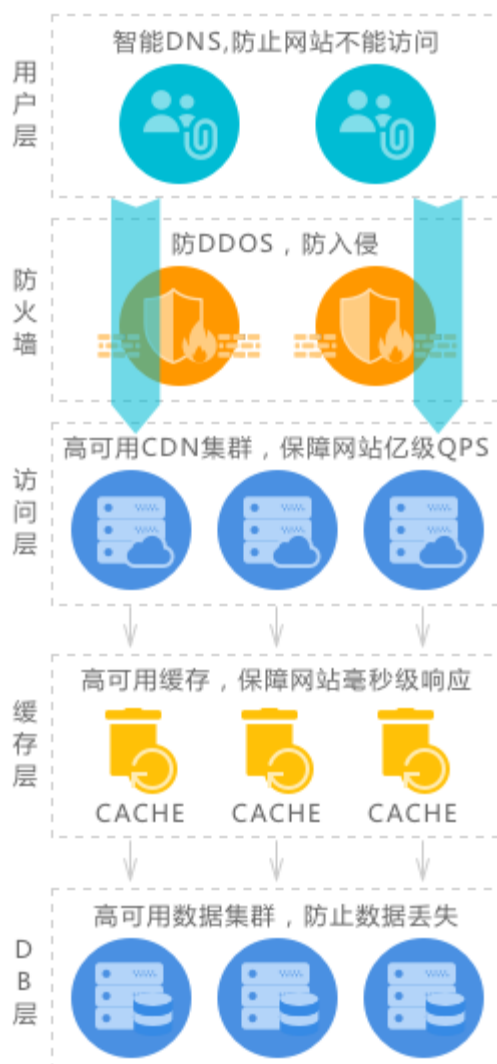 用户层
智能DNS,防止网站不能访问
防火墙
防DDOS，防入侵
访问层
高可用CDN集群，保障网站亿级QPS
缓存层
高可用缓存，保障网站毫秒级响应
CACHE CACHE CACHE
DB层
高可用数据集群，防止数据丢失